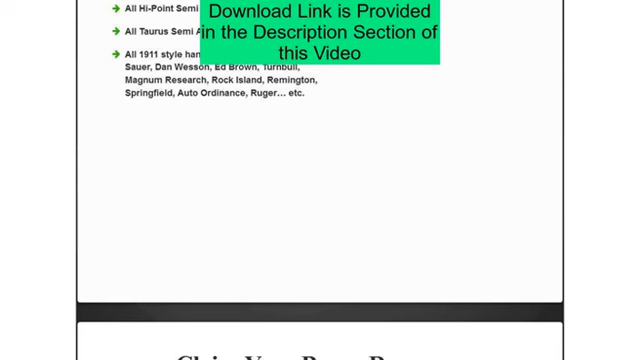 All Hi-Point Semi
Download Link is Provided
All Taurus Semi A
in the Description Section of
All 1911 style han
this Video
Sauer, Dan Wesson, Ed Brown, Turnbull,
Magnum Research, Rock Island, Remington,
Springfield, Auto Ordinance, Ruger... etc.